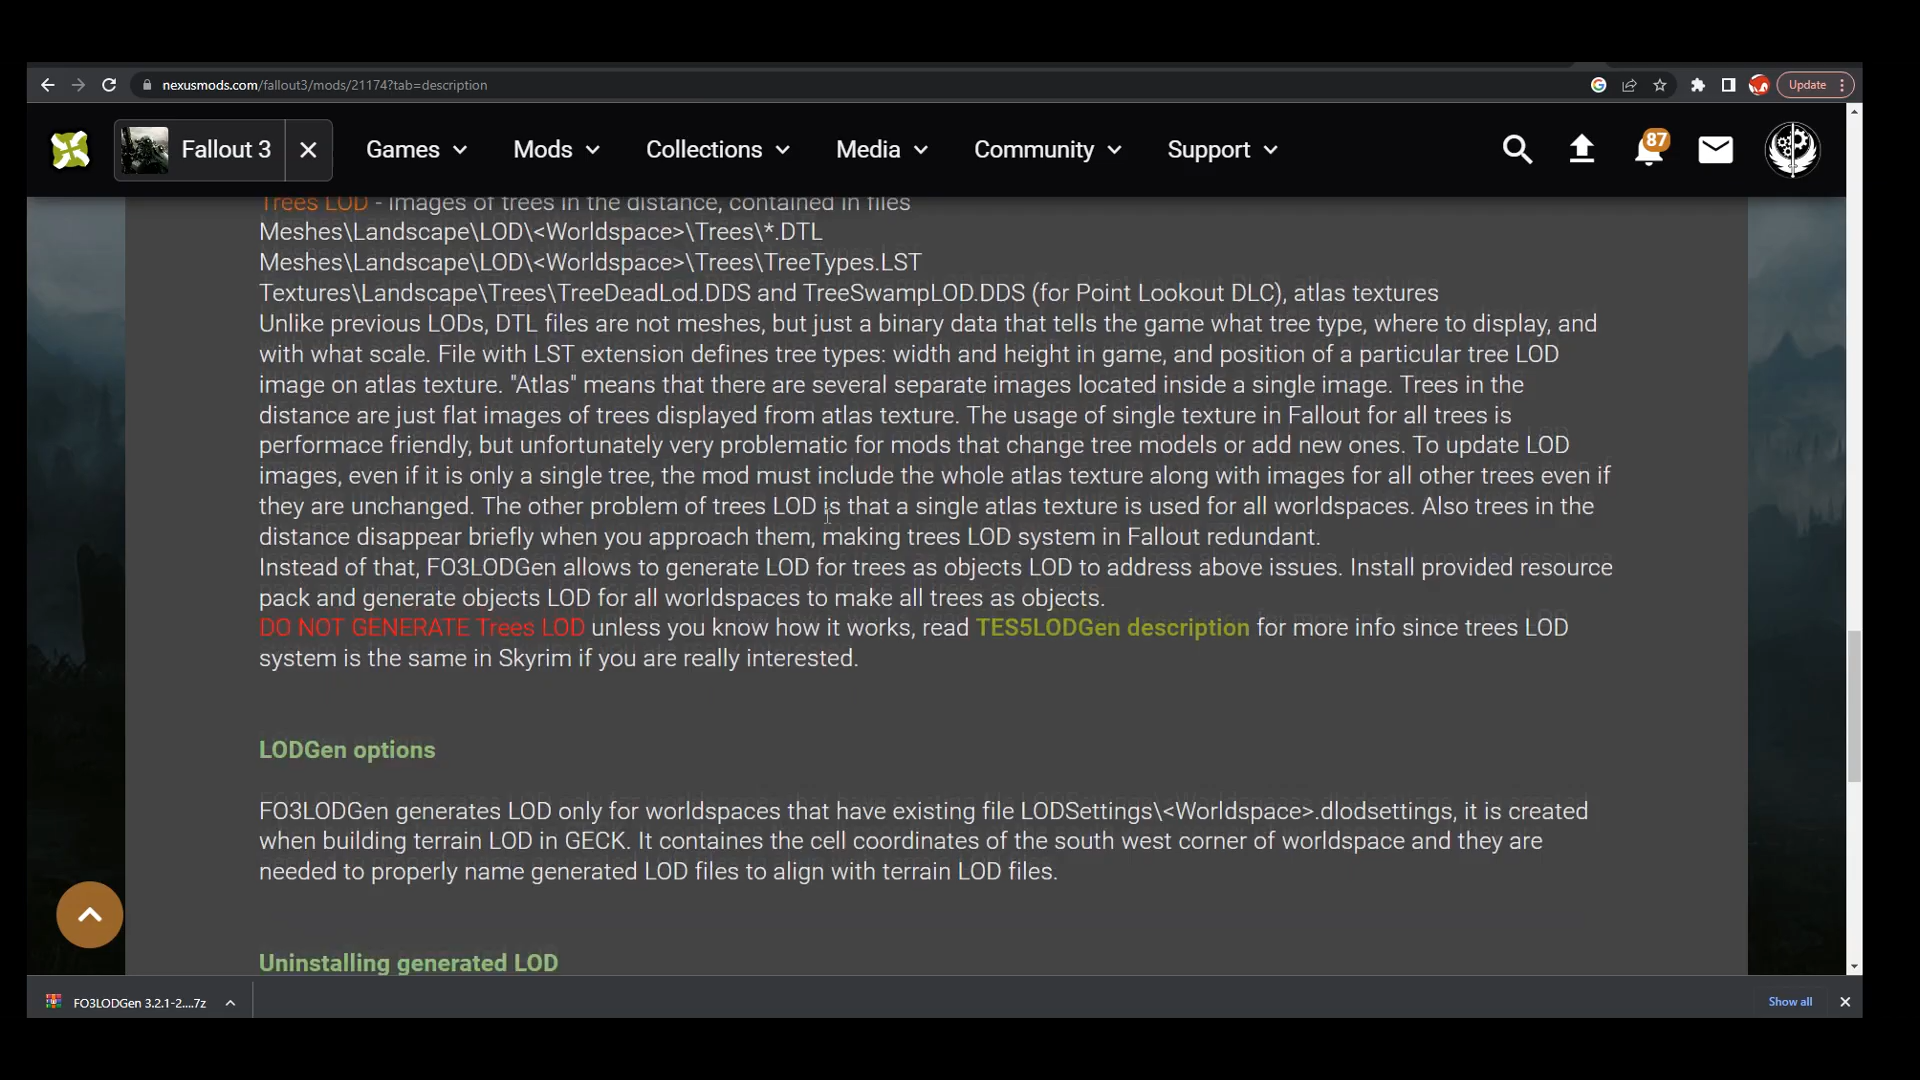 nexusmods.com/fallout3/mods/21174?tab=description
Update
Fallout 3
Games
Mods
Collections
Media
Community
Support
87
Trees LOD - images of trees in the distance, contained in files
Meshes\Landscape\LOD\<Worldspace>\Trees\*.DTL
Meshes\Landscape\LOD\<Worldspace>\Trees\TreeTypes.LST
Textures\Landscape\Trees\TreeDeadLod.DDS and TreeSwampLOD.DDS (for Point Lookout DLC), atlas textures
Unlike previous LODs, DTL files are not meshes, but just a binary data that tells the game what tree type, where to display, and
with what scale. File with LST extension defines tree types: width and height in game, and position of a particular tree LOD
image on atlas texture. "Atlas" means that there are several separate images located inside a single image. Trees in the
distance are just flat images of trees displayed from atlas texture. The usage of single texture in Fallout for all trees is
performace friendly, but unfortunately very problematic for mods that change tree models or add new ones. To update LOD
images, even if it is only a single tree, the mod must include the whole atlas texture along with images for all other trees even if
they are unchanged. The other problem of trees LOD is that a single atlas texture is used for all worldspaces. Also trees in the
distance disappear briefly when you approach them, making trees LOD system in Fallout redundant.
Instead of that, FO3LODGen allows to generate LOD for trees as objects LOD to address above issues. Install provided resource
pack and generate objects LOD for all worldspaces to make all trees as objects.
DO NOT GENERATE Trees LOD unless you know how it works, read TES5LODGen description for more info since trees LOD
system is the same in Skyrim if you are really interested.
LODGen options
FO3LODGen generates LOD only for worldspaces that have existing file LODSettings\<Worldspace>.dlodsettings, it is created
when building terrain LOD in GECK. It containes the cell coordinates of the south west corner of worldspace and they are
needed to properly name generated LOD files to align with terrain LOD files.
Uninstalling generated LOD
FO3LODGen 3.2.1-2....7z
Show all